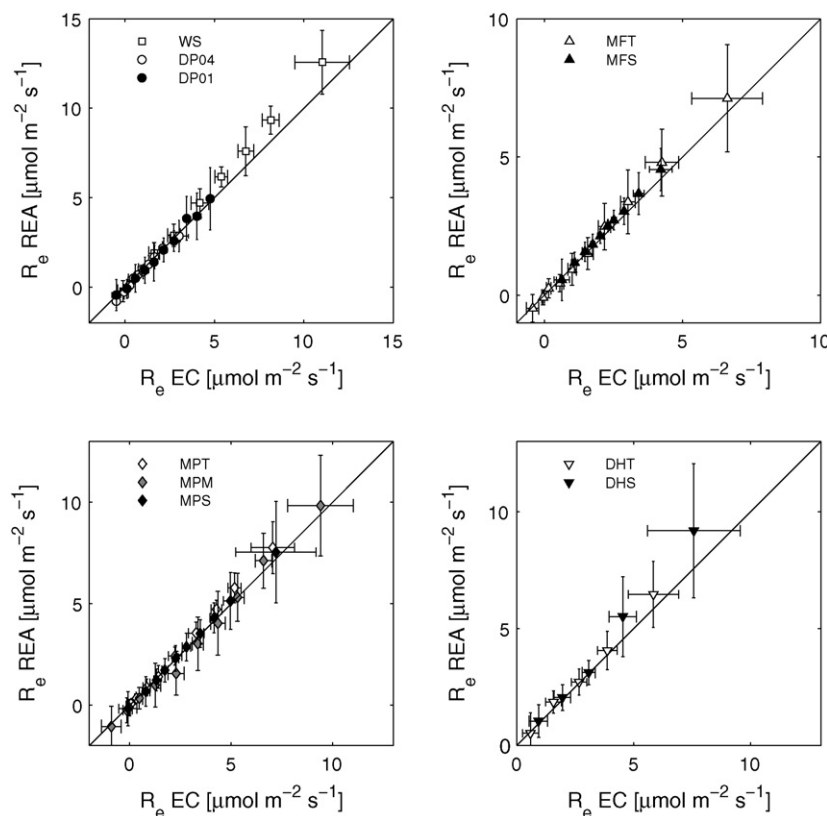 WS
DP04
DP01
15
10
5
0
0 5 10 15
R_e REA [μmol m⁻² s⁻¹]
R_e EC [μmol m⁻² s⁻¹]
MFT
MFS
10
5
0
0 5 10
R_e REA [μmol m⁻² s⁻¹]
R_e EC [μmol m⁻² s⁻¹]
MPT
MPM
MPS
10
5
0
0 5 10
R_e REA [μmol m⁻² s⁻¹]
R_e EC [μmol m⁻² s⁻¹]
DHT
DHS
10
5
0
0 5 10
R_e REA [μmol m⁻² s⁻¹]
R_e EC [μmol m⁻² s⁻¹]